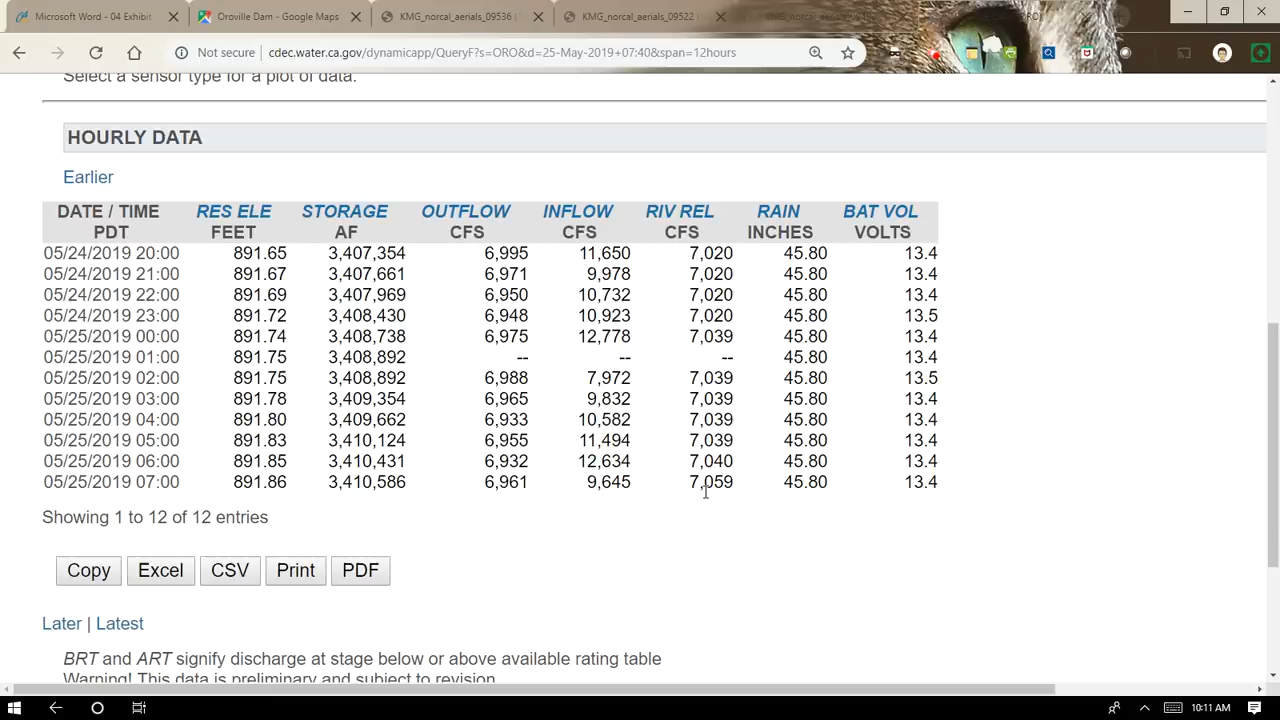 Microsoft Word - 04 Exhibit
Oroville Dam - Google Maps
KMG_norcal_aerials_09536 (
KMG_norcal_aerials_09522 (
Not secure
cdec.water.ca.gov/dynamicapp/QueryF?s=ORO&d=25-May-2019+07:40&span=12hours
Select a sensor type for a plot of data.
HOURLY DATA
Earlier
DATE / TIME RES ELE STORAGE OUTFLOW INFLOW RIV REL RAIN BAT VOL
PDT FEET AF CFS CFS CFS INCHES VOLTS
05/24/2019 20:00 891.65 3,407,354 6,995 11,650 7,020 45.80 13.4
05/24/2019 21:00 891.67 3,407,661 6,971 9,978 7,020 45.80 13.4
05/24/2019 22:00 891.69 3,407,969 6,950 10,732 7,020 45.80 13.4
05/24/2019 23:00 891.72 3,408,430 6,948 10,923 7,020 45.80 13.5
05/25/2019 00:00 891.74 3,408,738 6,975 12,778 7,039 45.80 13.4
05/25/2019 01:00 891.75 3,408,892 -- -- -- 45.80 13.4
05/25/2019 02:00 891.75 3,408,892 6,988 7,972 7,039 45.80 13.5
05/25/2019 03:00 891.78 3,409,354 6,965 9,832 7,039 45.80 13.4
05/25/2019 04:00 891.80 3,409,662 6,933 10,582 7,039 45.80 13.4
05/25/2019 05:00 891.83 3,410,124 6,955 11,494 7,039 45.80 13.4
05/25/2019 06:00 891.85 3,410,431 6,932 12,634 7,040 45.80 13.4
05/25/2019 07:00 891.86 3,410,586 6,961 9,645 7,059 45.80 13.4
Showing 1 to 12 of 12 entries
Copy Excel CSV Print PDF
Later | Latest
BRT and ART signify discharge at stage below or above available rating table
Warning! This data is preliminary and subject to revision.
10:11 AM